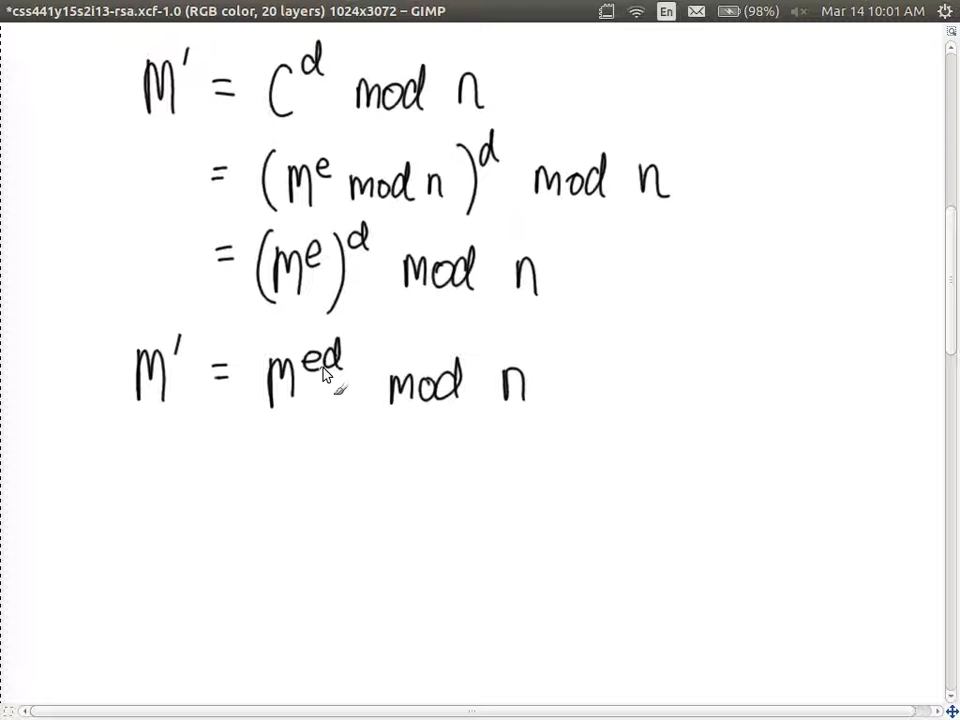 *css441y15s2i13-rsa.xcf-1.0 (RGB color, 20 layers) 1024x3072 – GIMP En (98%) Mar 14 10:01 AM
M' = C^d mod n
= (M^e mod n)^d mod n
= (M^e)^d mod n
M' = M^ed mod n